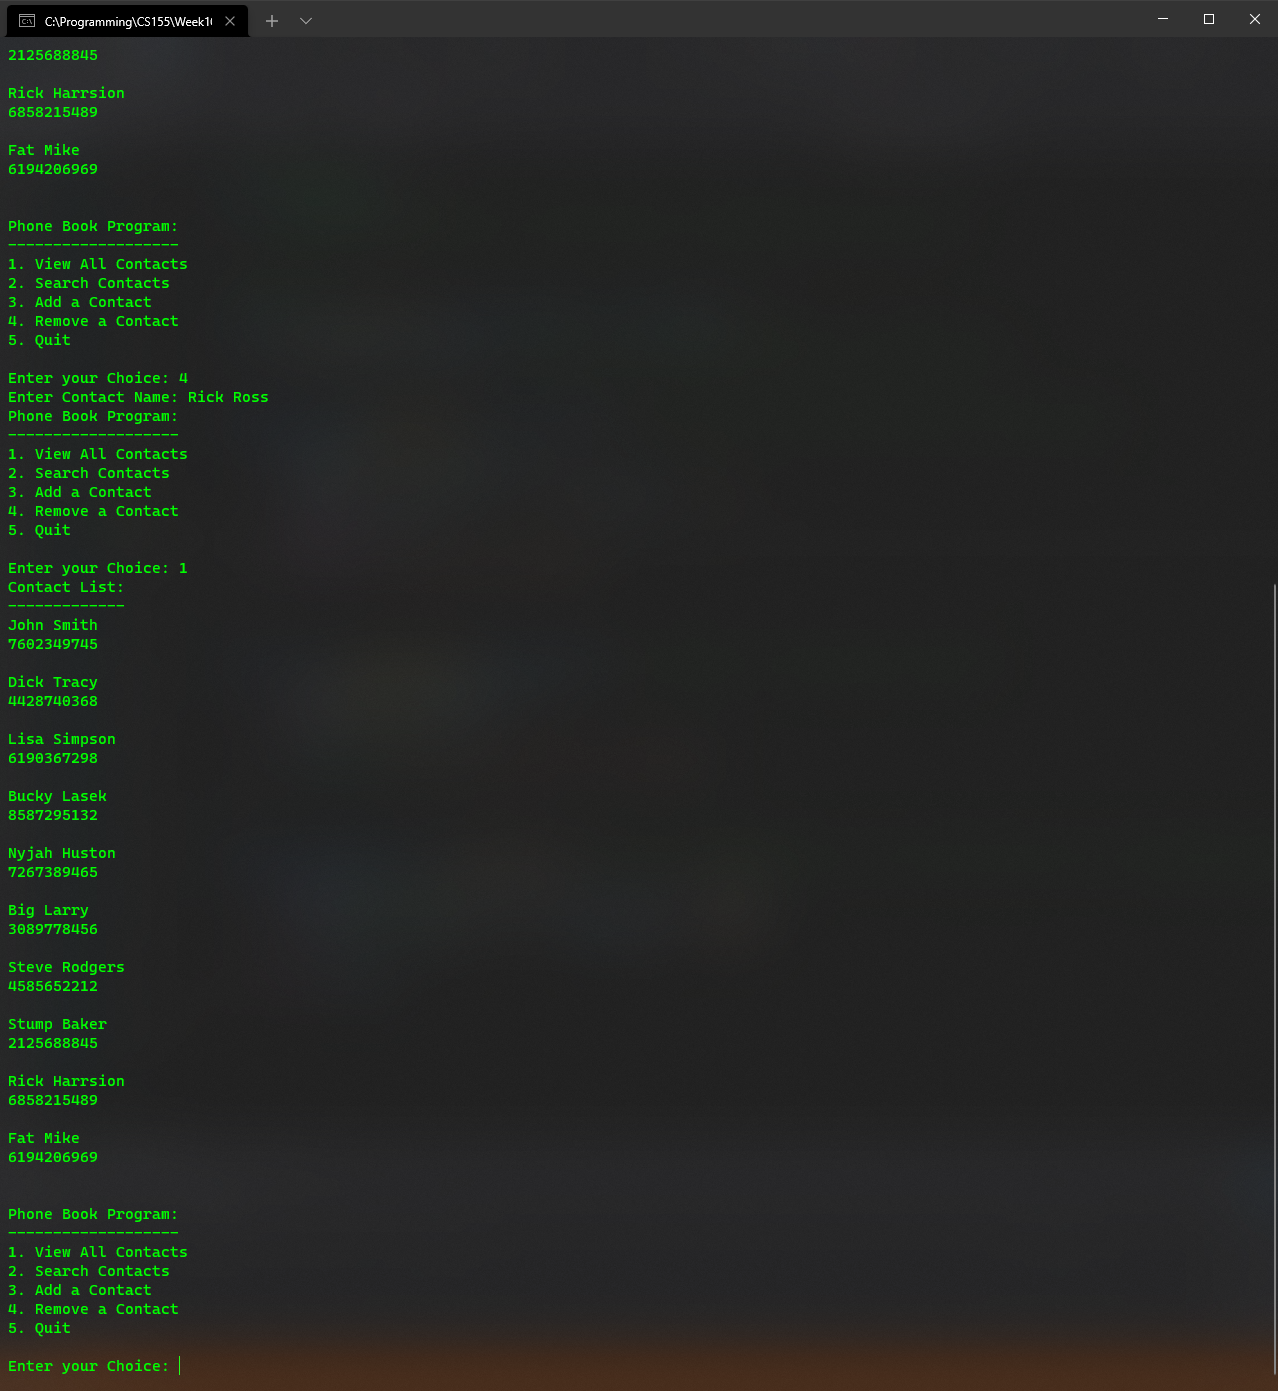 C:\Programming\CS155\Week10
2125688845
Rick Harrsion
6858215489
Fat Mike
6194206969
Phone Book Program:
-------------------
1. View All Contacts
2. Search Contacts
3. Add a Contact
4. Remove a Contact
5. Quit
Enter your Choice: 4
Enter Contact Name: Rick Ross
Phone Book Program:
-------------------
1. View All Contacts
2. Search Contacts
3. Add a Contact
4. Remove a Contact
5. Quit
Enter your Choice: 1
Contact List:
-------------
John Smith
7602349745
Dick Tracy
4428740368
Lisa Simpson
6190367298
Bucky Lasek
8587295132
Nyjah Huston
7267389465
Big Larry
3089778456
Steve Rodgers
4585652212
Stump Baker
2125688845
Rick Harrsion
6858215489
Fat Mike
6194206969
Phone Book Program:
-------------------
1. View All Contacts
2. Search Contacts
3. Add a Contact
4. Remove a Contact
5. Quit
Enter your Choice: